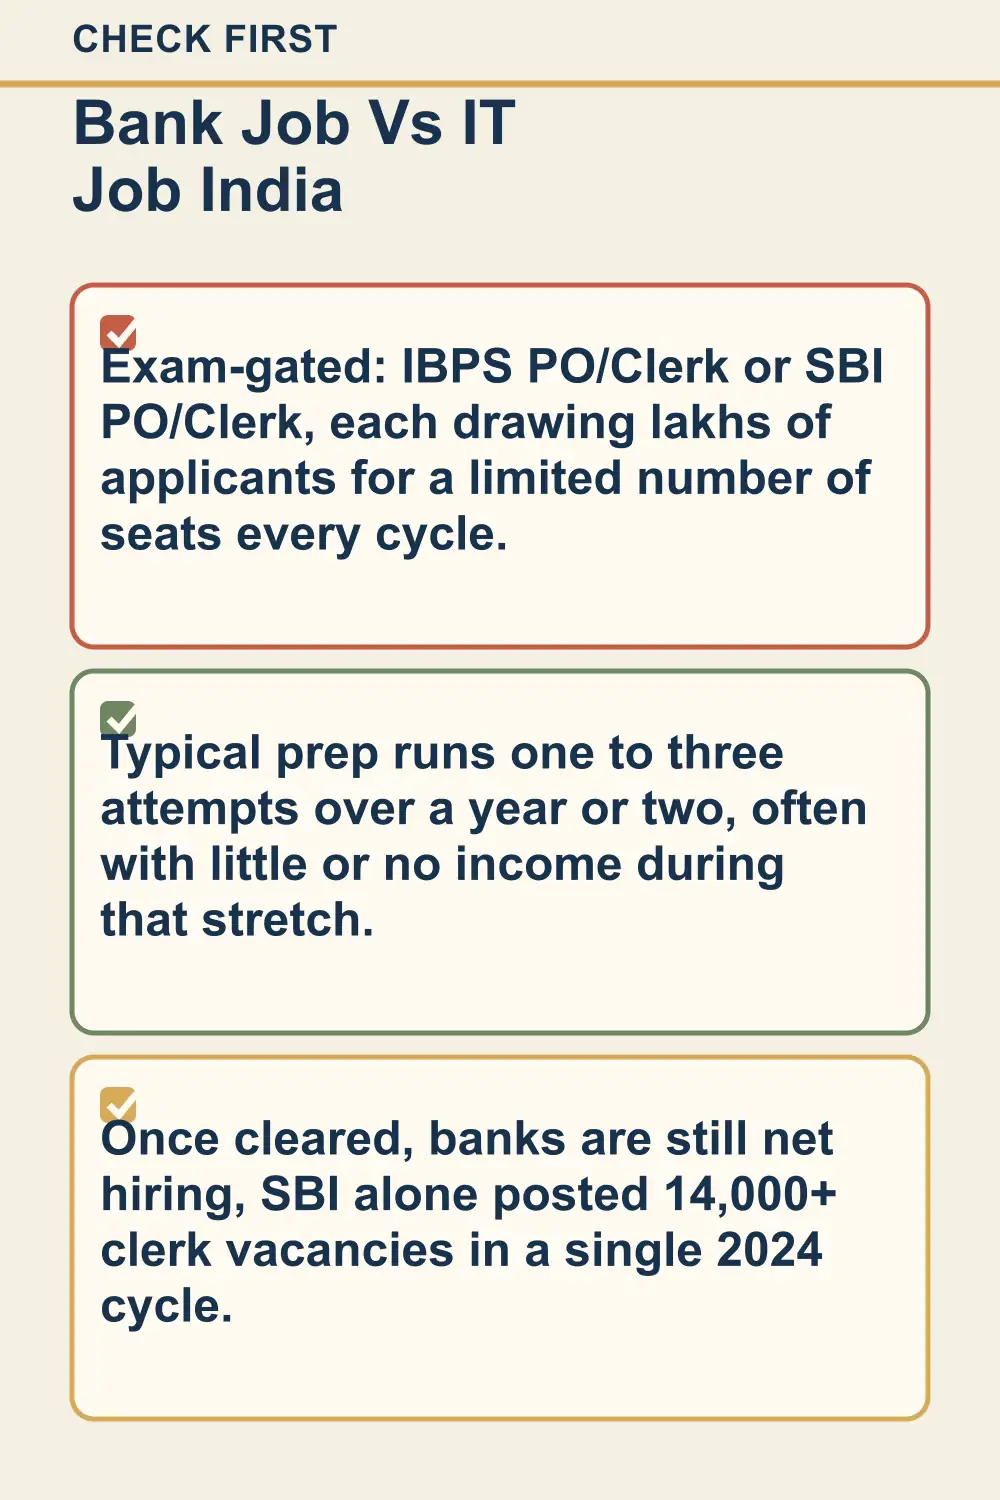 CHECK FIRST
Bank Job Vs IT
Job India
Exam-gated: IBPS PO/Clerk or SBI
PO/Clerk, each drawing lakhs of
applicants for a limited number of
seats every cycle.
Typical prep runs one to three
attempts over a year or two, often
with little or no income during
that stretch.
Once cleared, banks are still net
hiring, SBI alone posted 14,000+
clerk vacancies in a single 2024
cycle.